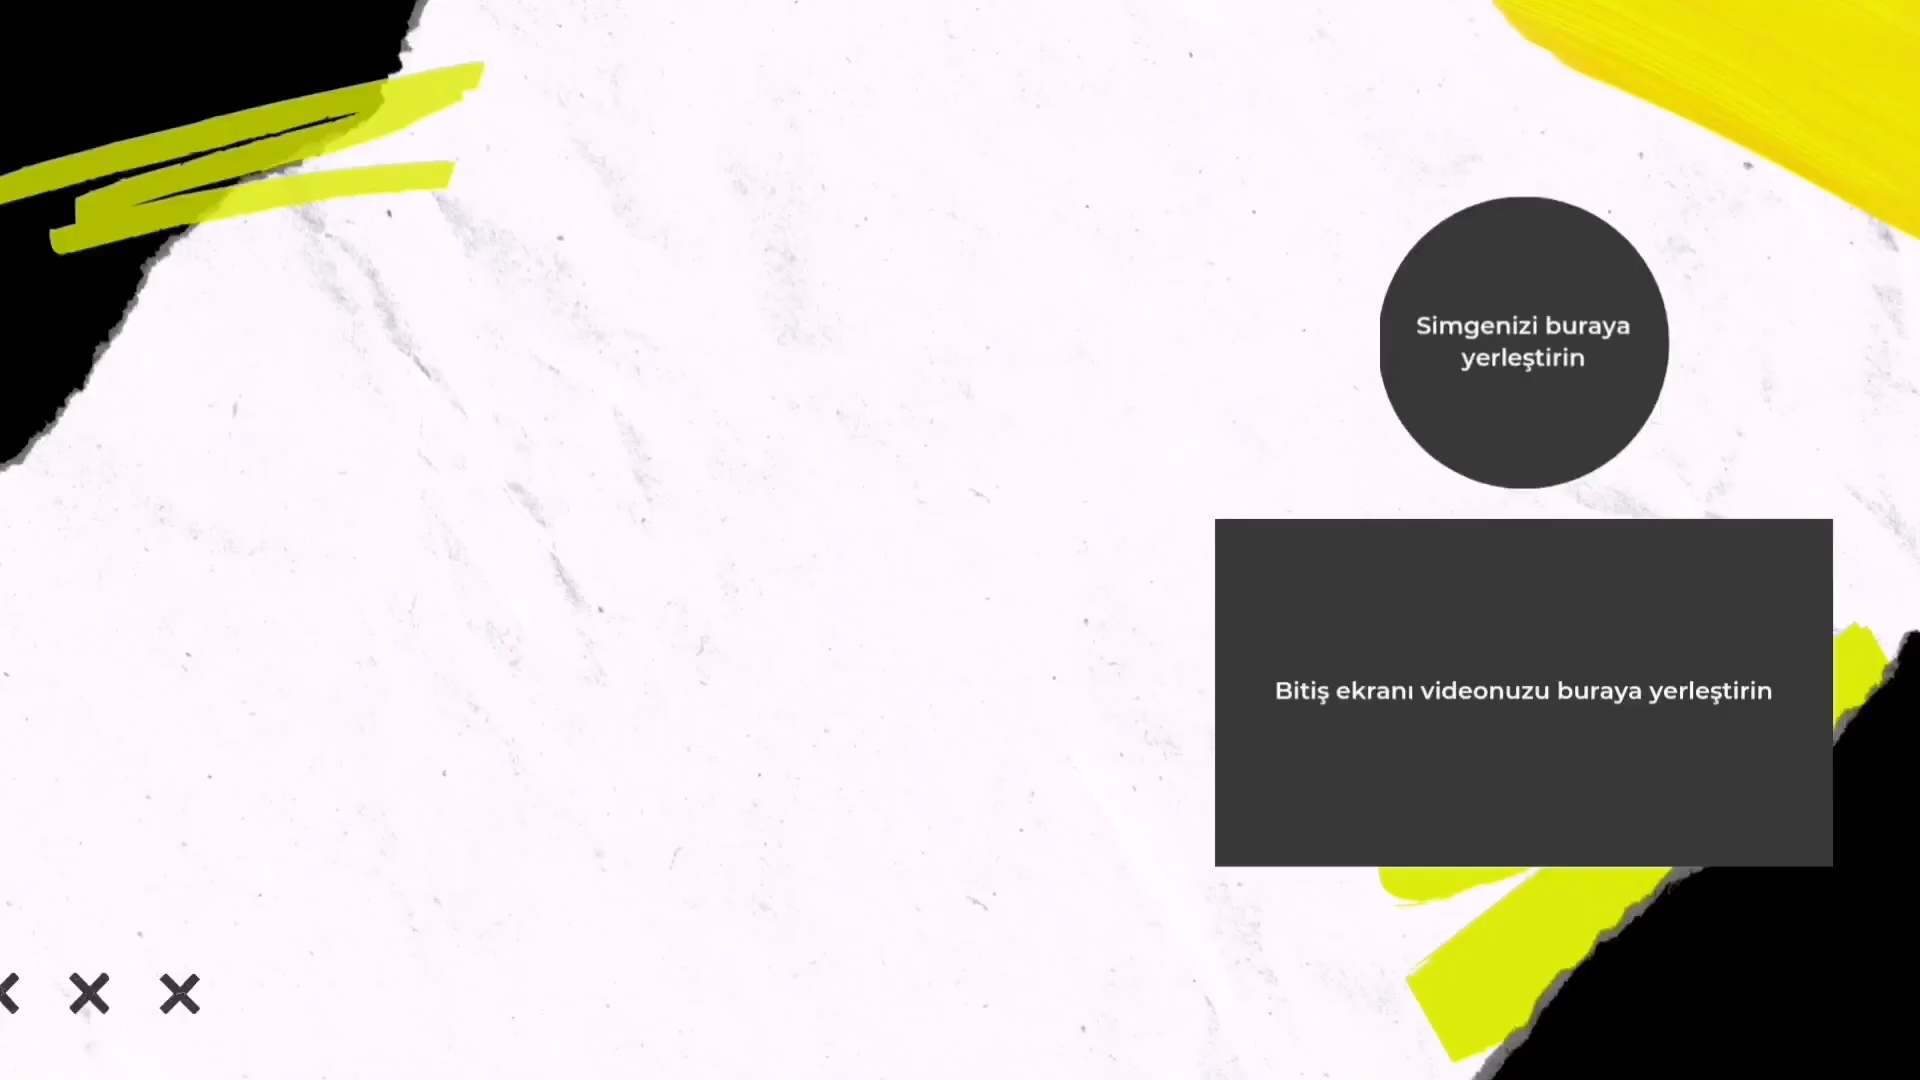 Simgenizi buraya
yerleştirin
Bitiş ekranı videonuzu buraya yerleştirin